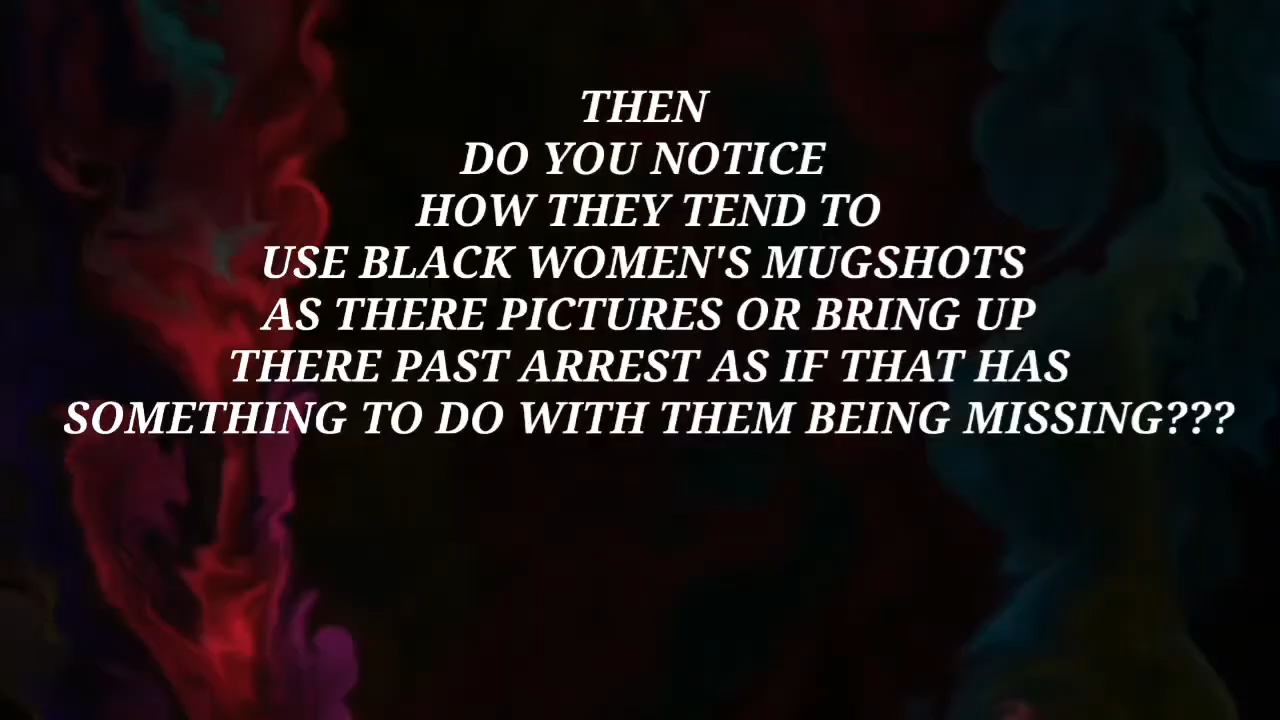 THEN
DO YOU NOTICE
HOW THEY TEND TO
USE BLACK WOMEN'S MUGSHOTS
AS THERE PICTURES OR BRING UP
THERE PAST ARREST AS IF THAT HAS
SOMETHING TO DO WITH THEM BEING MISSING???